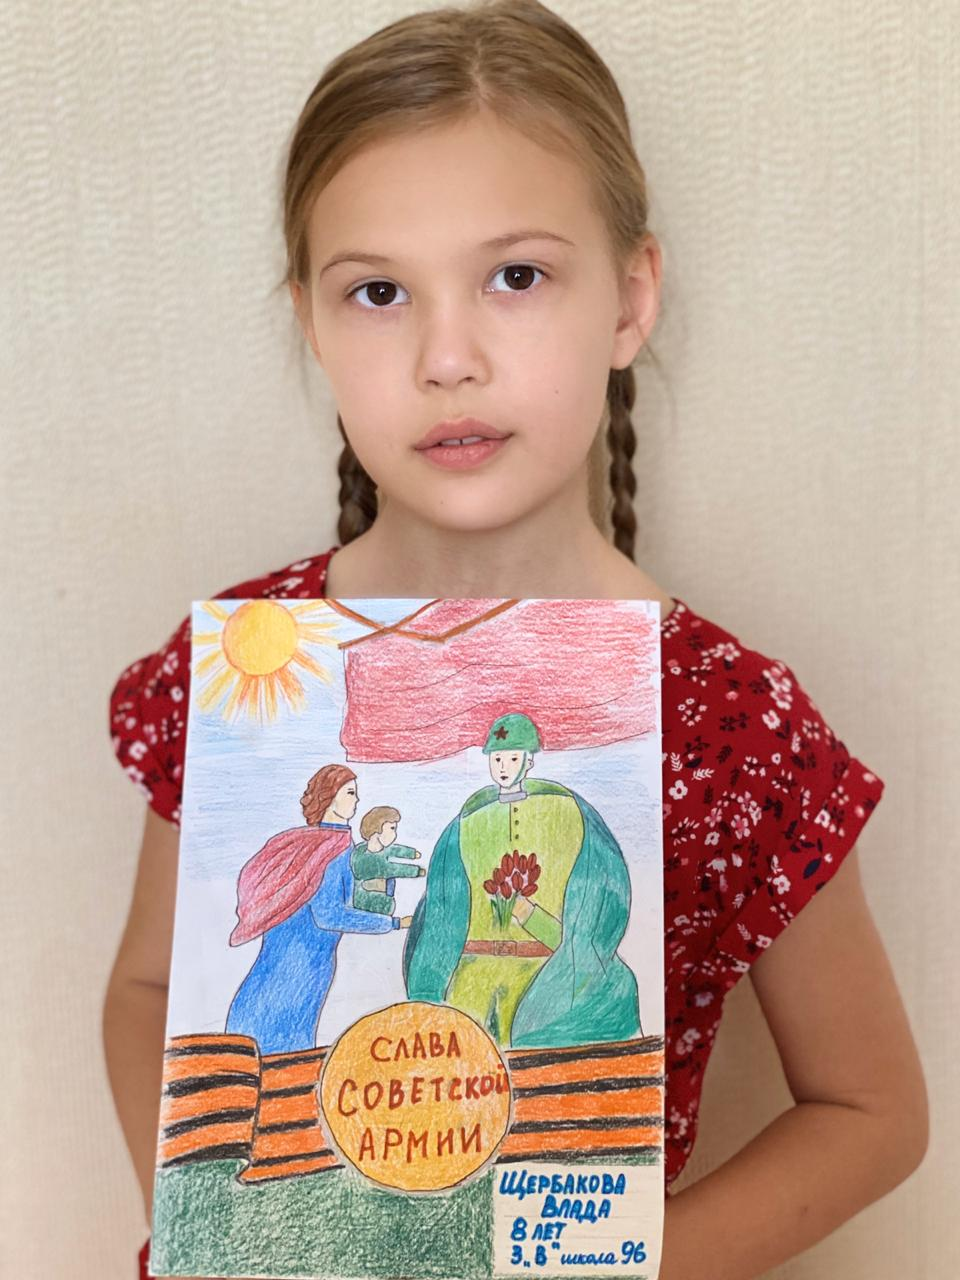 СЛАВА
СОВЕТСКОЙ
АРМИИ
ЩЕРБАКОВА
ВЛАДА
8 ЛЕТ
3 „В“ школа 96